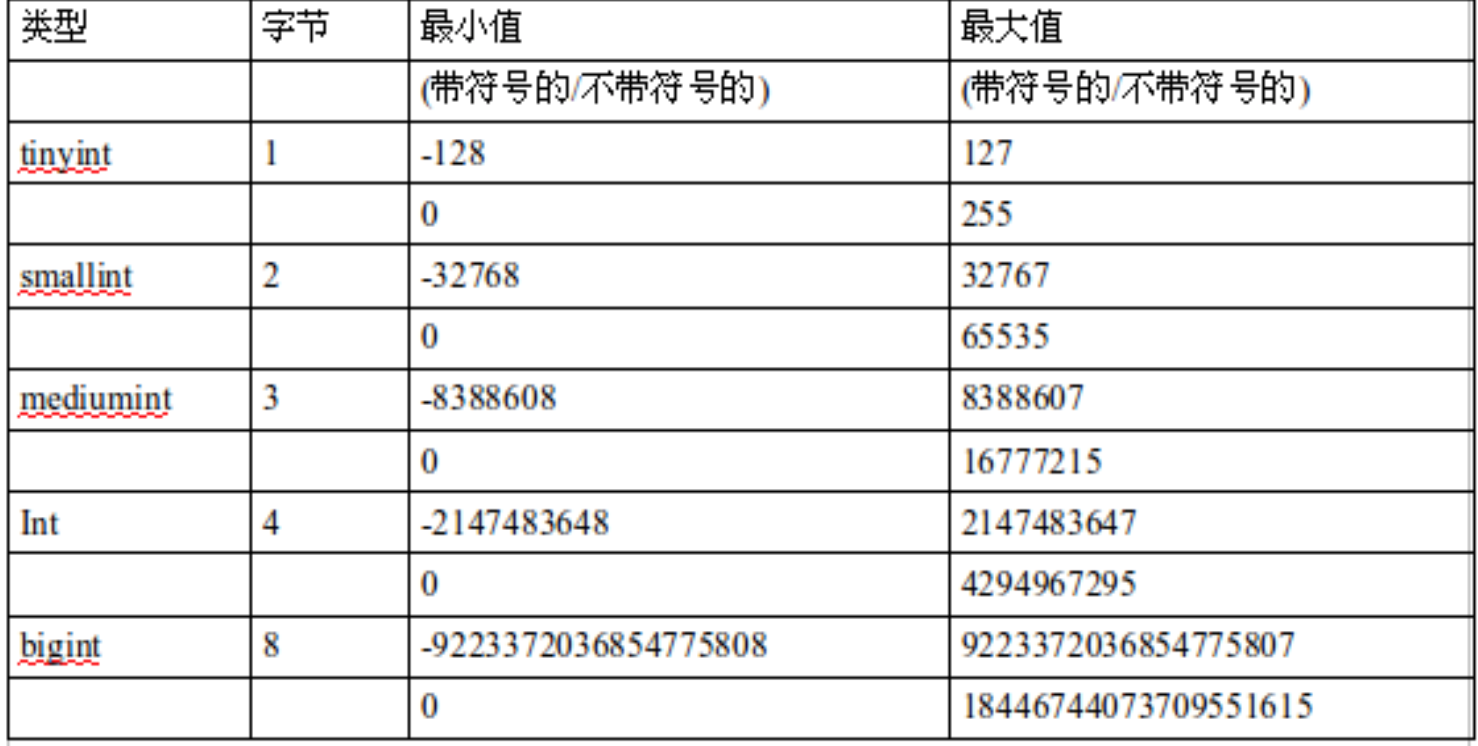 类型 字节 最小值 最大值
(带符号的/不带符号的) (带符号的/不带符号的)
tinyint 1 -128 127
0 255
smallint 2 -32768 32767
0 65535
mediumint 3 -8388608 8388607
0 16777215
Int 4 -2147483648 2147483647
0 4294967295
bigint 8 -9223372036854775808 9223372036854775807
0 18446744073709551615